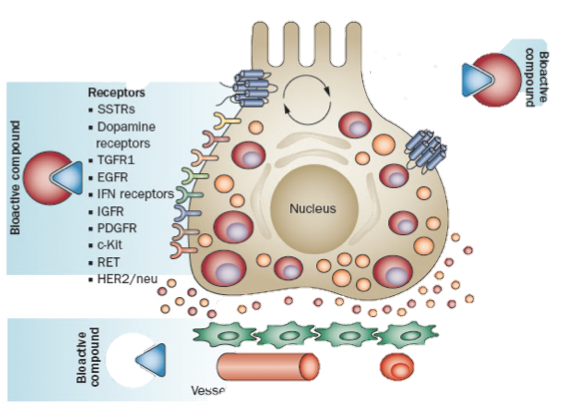 Bioactive
compound
Receptors
▪ SSTRs
▪ Dopamine
receptors
▪ TGFR1
▪ EGFR
▪ IFN receptors
▪ IGFR
▪ PDGFR
▪ c-Kit
▪ RET
▪ HER2/neu
Bioactive compound
Nucleus
Bioactive
compound
Vesse